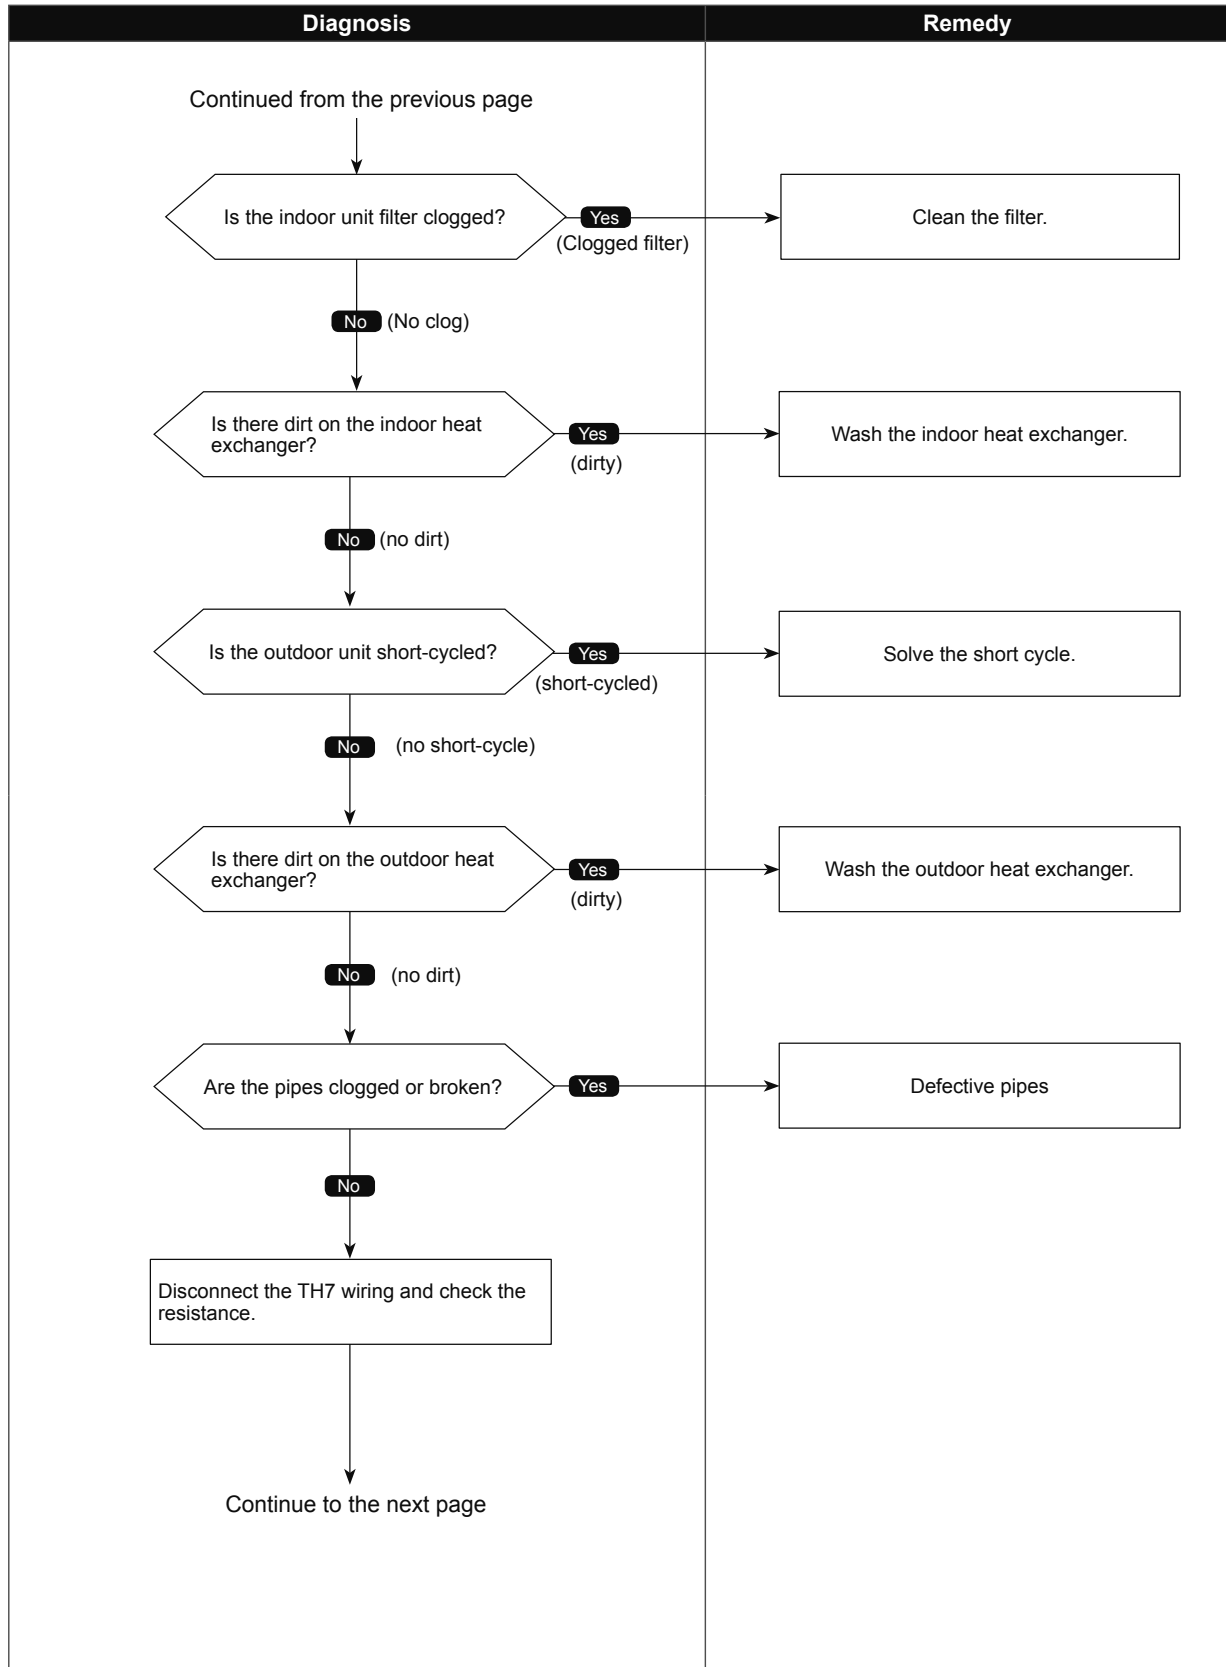 Diagnosis
Remedy
Continued from the previous page
Is the indoor unit filter clogged?
Yes
(Clogged filter)
Clean the filter.
No (No clog)
Is there dirt on the indoor heat
exchanger?
Yes
(dirty)
Wash the indoor heat exchanger.
No (no dirt)
Is the outdoor unit short-cycled?
Yes
(short-cycled)
Solve the short cycle.
No (no short-cycle)
Is there dirt on the outdoor heat
exchanger?
Yes
(dirty)
Wash the outdoor heat exchanger.
No (no dirt)
Are the pipes clogged or broken?
Yes
Defective pipes
No
Disconnect the TH7 wiring and check the
resistance.
Continue to the next page